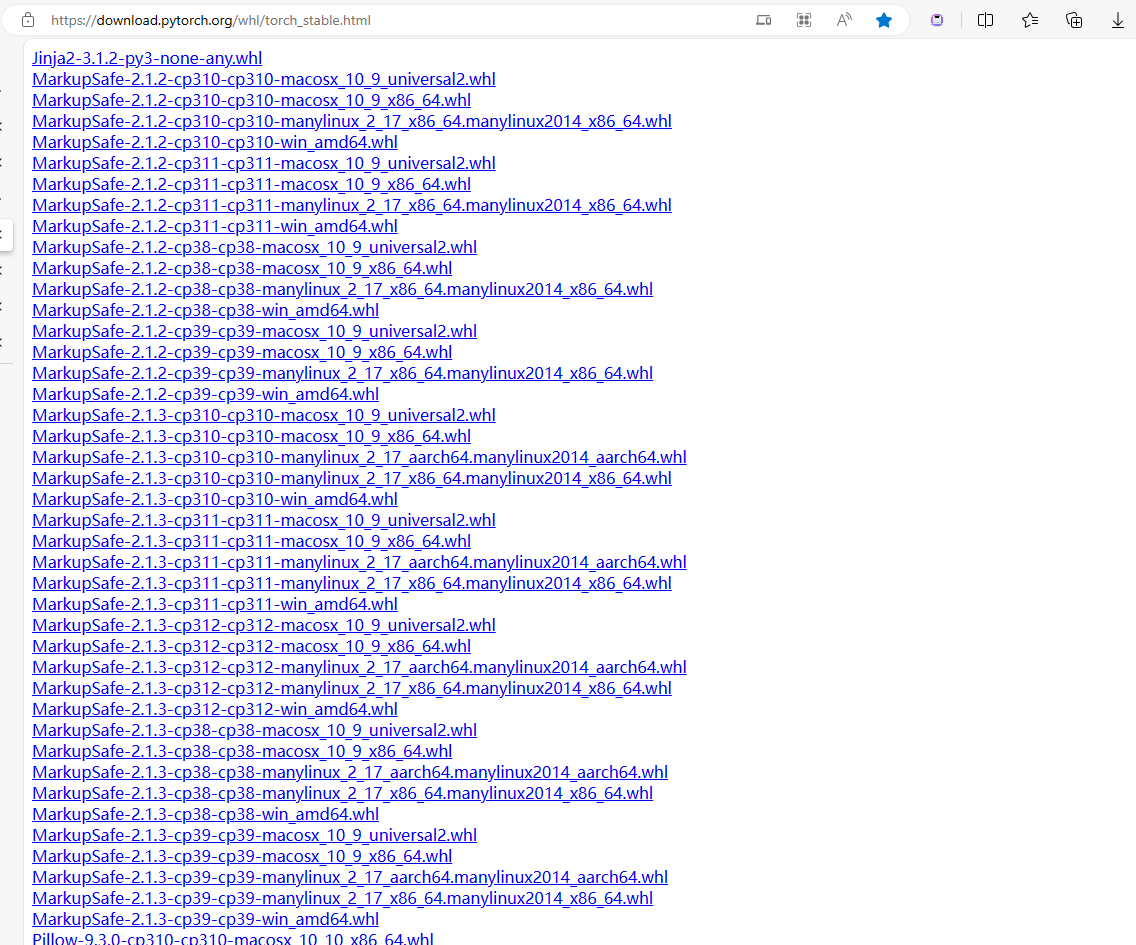 https://download.pytorch.org/whl/torch_stable.html
Jinja2-3.1.2-py3-none-any.whl
MarkupSafe-2.1.2-cp310-cp310-macosx_10_9_universal2.whl
MarkupSafe-2.1.2-cp310-cp310-macosx_10_9_x86_64.whl
MarkupSafe-2.1.2-cp310-cp310-manylinux_2_17_x86_64.manylinux2014_x86_64.whl
MarkupSafe-2.1.2-cp310-cp310-win_amd64.whl
MarkupSafe-2.1.2-cp311-cp311-macosx_10_9_universal2.whl
MarkupSafe-2.1.2-cp311-cp311-macosx_10_9_x86_64.whl
MarkupSafe-2.1.2-cp311-cp311-manylinux_2_17_x86_64.manylinux2014_x86_64.whl
MarkupSafe-2.1.2-cp311-cp311-win_amd64.whl
MarkupSafe-2.1.2-cp38-cp38-macosx_10_9_universal2.whl
MarkupSafe-2.1.2-cp38-cp38-macosx_10_9_x86_64.whl
MarkupSafe-2.1.2-cp38-cp38-manylinux_2_17_x86_64.manylinux2014_x86_64.whl
MarkupSafe-2.1.2-cp38-cp38-win_amd64.whl
MarkupSafe-2.1.2-cp39-cp39-macosx_10_9_universal2.whl
MarkupSafe-2.1.2-cp39-cp39-macosx_10_9_x86_64.whl
MarkupSafe-2.1.2-cp39-cp39-manylinux_2_17_x86_64.manylinux2014_x86_64.whl
MarkupSafe-2.1.2-cp39-cp39-win_amd64.whl
MarkupSafe-2.1.3-cp310-cp310-macosx_10_9_universal2.whl
MarkupSafe-2.1.3-cp310-cp310-macosx_10_9_x86_64.whl
MarkupSafe-2.1.3-cp310-cp310-manylinux_2_17_aarch64.manylinux2014_aarch64.whl
MarkupSafe-2.1.3-cp310-cp310-manylinux_2_17_x86_64.manylinux2014_x86_64.whl
MarkupSafe-2.1.3-cp310-cp310-win_amd64.whl
MarkupSafe-2.1.3-cp311-cp311-macosx_10_9_universal2.whl
MarkupSafe-2.1.3-cp311-cp311-macosx_10_9_x86_64.whl
MarkupSafe-2.1.3-cp311-cp311-manylinux_2_17_aarch64.manylinux2014_aarch64.whl
MarkupSafe-2.1.3-cp311-cp311-manylinux_2_17_x86_64.manylinux2014_x86_64.whl
MarkupSafe-2.1.3-cp311-cp311-win_amd64.whl
MarkupSafe-2.1.3-cp312-cp312-macosx_10_9_universal2.whl
MarkupSafe-2.1.3-cp312-cp312-macosx_10_9_x86_64.whl
MarkupSafe-2.1.3-cp312-cp312-manylinux_2_17_aarch64.manylinux2014_aarch64.whl
MarkupSafe-2.1.3-cp312-cp312-manylinux_2_17_x86_64.manylinux2014_x86_64.whl
MarkupSafe-2.1.3-cp312-cp312-win_amd64.whl
MarkupSafe-2.1.3-cp38-cp38-macosx_10_9_universal2.whl
MarkupSafe-2.1.3-cp38-cp38-macosx_10_9_x86_64.whl
MarkupSafe-2.1.3-cp38-cp38-manylinux_2_17_aarch64.manylinux2014_aarch64.whl
MarkupSafe-2.1.3-cp38-cp38-manylinux_2_17_x86_64.manylinux2014_x86_64.whl
MarkupSafe-2.1.3-cp38-cp38-win_amd64.whl
MarkupSafe-2.1.3-cp39-cp39-macosx_10_9_universal2.whl
MarkupSafe-2.1.3-cp39-cp39-macosx_10_9_x86_64.whl
MarkupSafe-2.1.3-cp39-cp39-manylinux_2_17_aarch64.manylinux2014_aarch64.whl
MarkupSafe-2.1.3-cp39-cp39-manylinux_2_17_x86_64.manylinux2014_x86_64.whl
MarkupSafe-2.1.3-cp39-cp39-win_amd64.whl
Pillow-9.3.0-cp310-cp310-macosx_10_10_x86_64.whl